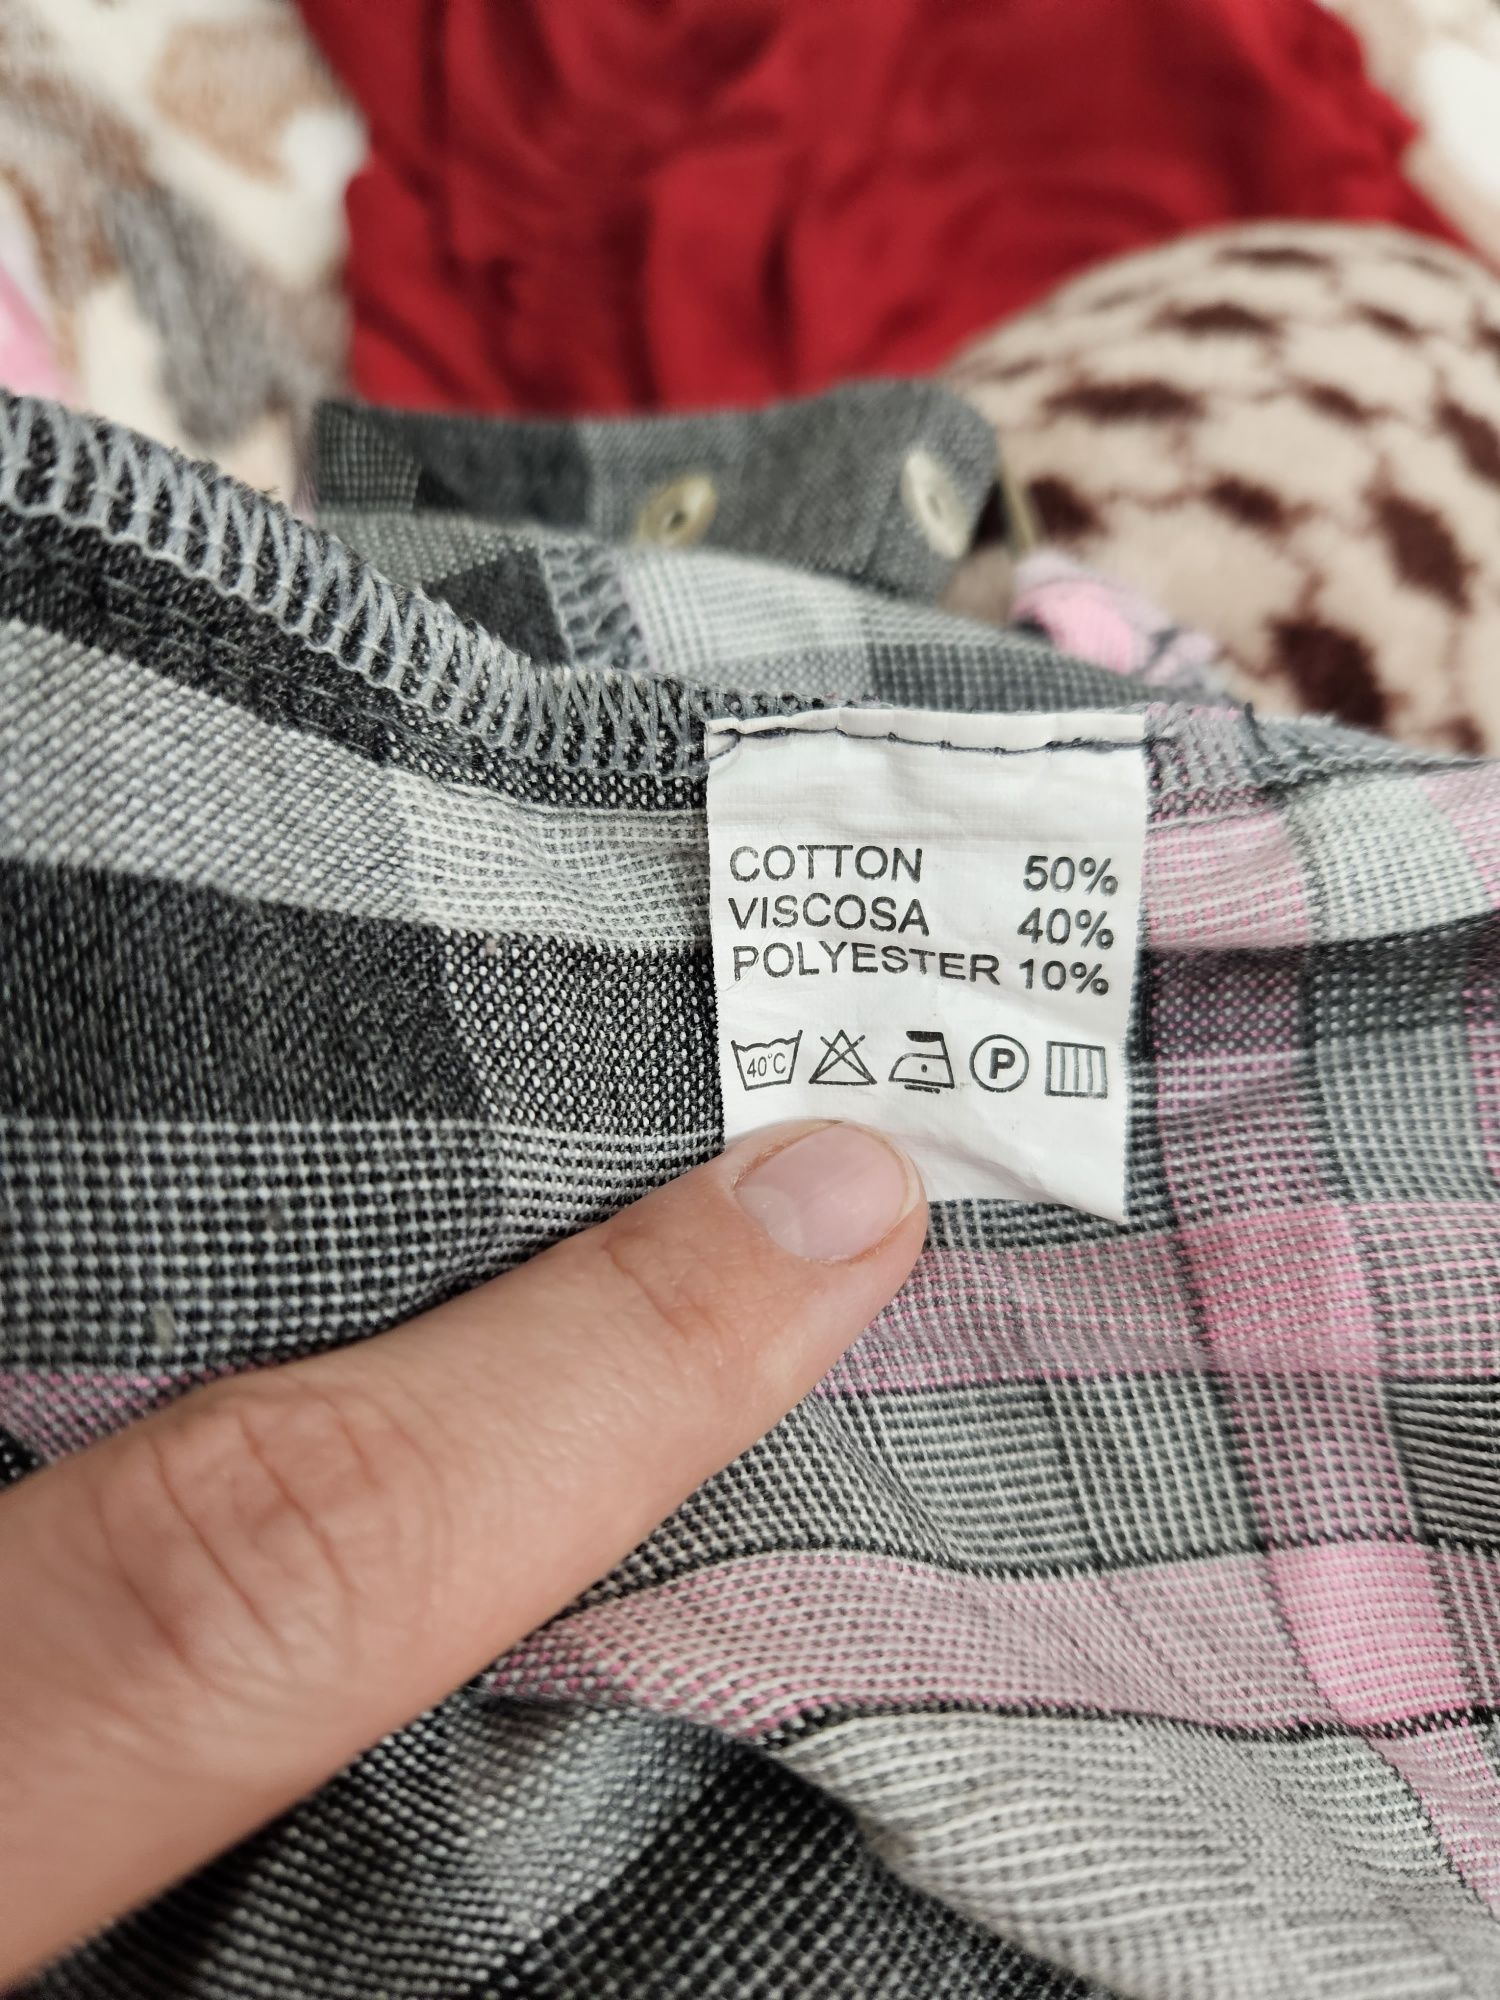 COTTON 50%
VISCOSA 40%
POLYESTER 10%
40°C P